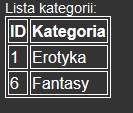 Lista kategorii:
ID Kategoria
1 Erotyka
6 Fantasy